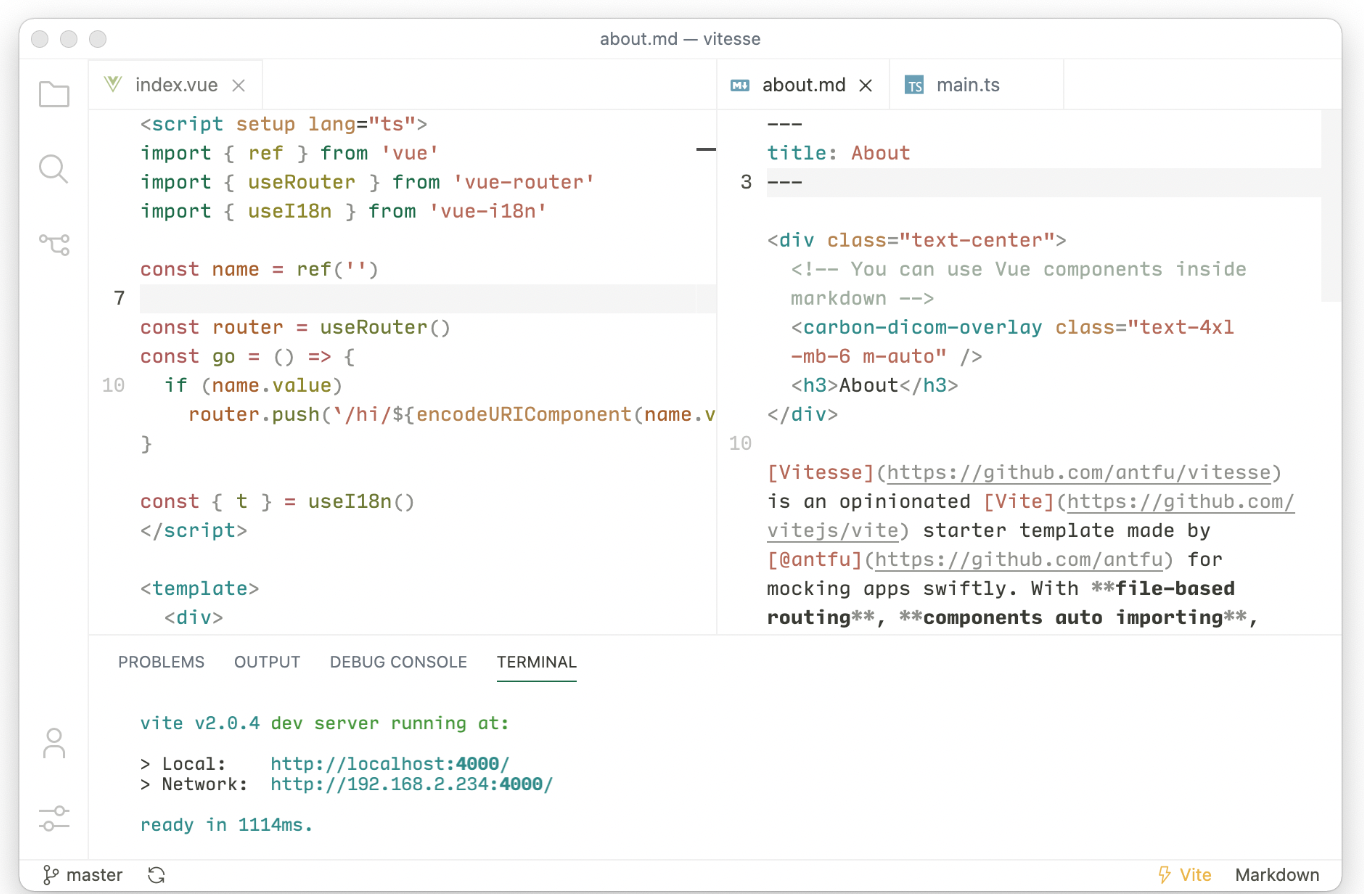 about.md — vitesse
index.vue
<script setup lang="ts">
import { ref } from 'vue'
import { useRouter } from 'vue-router'
import { useI18n } from 'vue-i18n'
const name = ref('')
7
const router = useRouter()
const go = () => {
10   if (name.value)
    router.push(`/hi/${encodeURIComponent(name.v
}
const { t } = useI18n()
</script>
<template>
  <div>
about.md
main.ts
---
title: About
3 ---
<div class="text-center">
  <!-- You can use Vue components inside
  markdown -->
  <carbon-dicom-overlay class="text-4xl
  -mb-6 m-auto" />
  <h3>About</h3>
</div>
10
[Vitesse](https://github.com/antfu/vitesse)
is an opinionated [Vite](https://github.com/
vitejs/vite) starter template made by
[@antfu](https://github.com/antfu) for
mocking apps swiftly. With **file-based
routing**, **components auto importing**,
PROBLEMS OUTPUT DEBUG CONSOLE TERMINAL
vite v2.0.4 dev server running at:
> Local:    http://localhost:4000/
> Network:  http://192.168.2.234:4000/
ready in 1114ms.
master
Vite Markdown